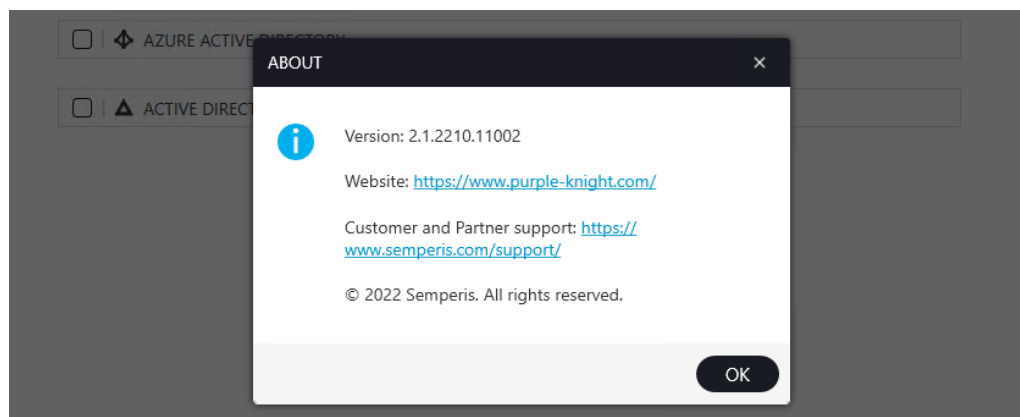 AZURE ACTIVE DIRECTORY
ABOUT
ACTIVE DIRECT
Version: 2.1.2210.11002
Website: https://www.purple-knight.com/
Customer and Partner support: https://
www.semperis.com/support/
© 2022 Semperis. All rights reserved.
OK